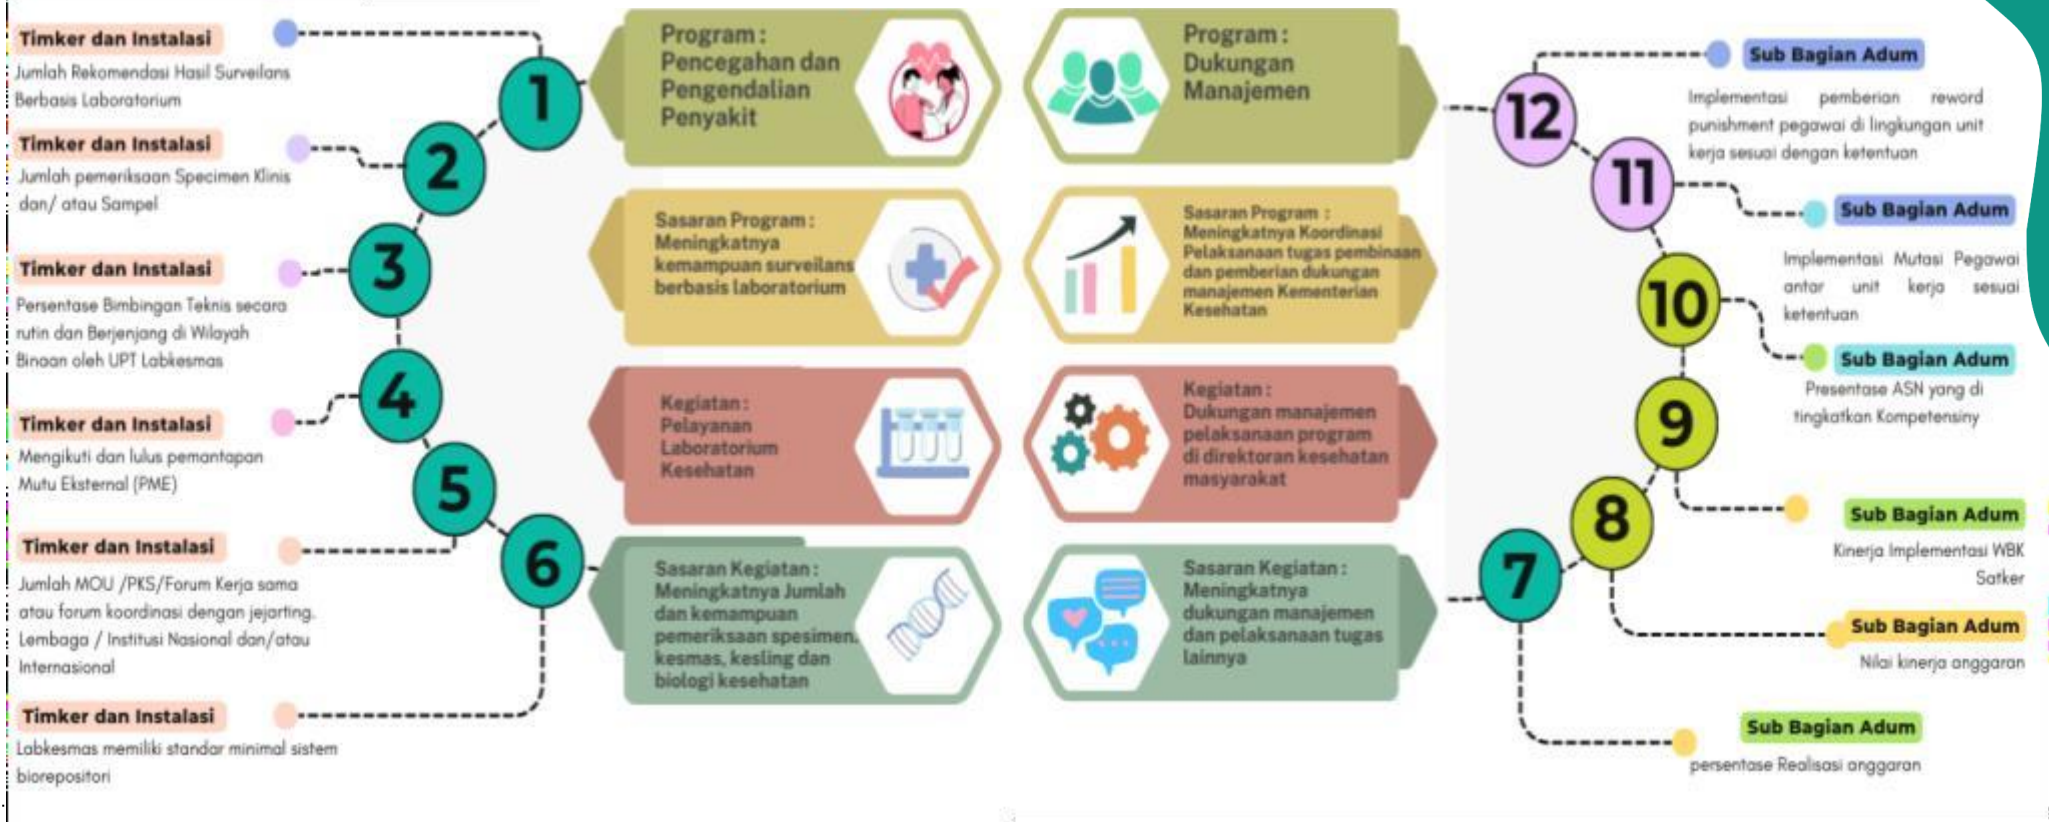 Timker dan Instalasi
Jumlah Rekomendasi Hasil Surveilans
Berbasis Laboratorium
1
Timker dan Instalasi
Jumlah pemeriksaan Specimen Klinis
dan/ atau Sampel
2
Timker dan Instalasi
Persentase Bimbingan Teknis secara
rutin dan Berjenjang di Wilayah
Binaan oleh UPT Labkesmas
3
Timker dan Instalasi
Mengikuti dan lulus pemantapan
Mutu Eksternal (PME)
4
Timker dan Instalasi
Jumlah MOU /PKS/Forum Kerja sama
atau forum koordinasi dengan jejarting.
Lembaga / Institusi Nasional dan/atau
Internasional
5
Timker dan Instalasi
Labkesmas memiliki standar minimal sistem
biorepositori
6
Program :
Pencegahan dan
Pengendalian
Penyakit
Sasaran Program :
Meningkatnya
kemampuan surveilans
berbasis laboratorium
Kegiatan :
Pelayanan
Laboratorium
Kesehatan
Sasaran Kegiatan :
Meningkatnya Jumlah
dan kemampuan
pemeriksaan spesimen.
kesmas, kesling dan
biologi kesehatan
Program :
Dukungan
Manajemen
Sasaran Program :
Meningkatnya Koordinasi
Pelaksanaan tugas pembinaan
dan pemberian dukungan
manajemen Kementerian
Kesehatan
Kegiatan :
Dukungan manajemen
pelaksanaan program
di direktoran kesehatan
masyarakat
Sasaran Kegiatan :
Meningkatnya
dukungan manajemen
dan pelaksanaan tugas
lainnya
12
Sub Bagian Adum
Implementasi pemberian reword
punishment pegawai di lingkungan unit
kerja sesuai dengan ketentuan
11
Sub Bagian Adum
Implementasi Mutasi Pegawai
antar unit kerja sesuai
ketentuan
10
Sub Bagian Adum
Presentase ASN yang di
tingkatkan Kompetensiny
9
Sub Bagian Adum
Kinerja Implementasi WBK
Satker
8
Sub Bagian Adum
Nilai kinerja anggaran
7
Sub Bagian Adum
persentase Realisasi anggaran